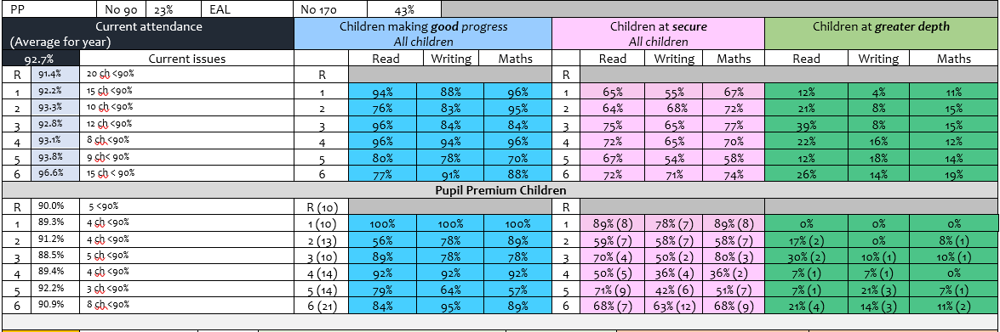 PP No 90 23% EAL No 170 43%
Current attendance Children making good progress Children at secure Children at greater depth
(Average for year) All children All children
92.7% Current issues Read Writing Maths Read Writing Maths Read Writing Maths
R 91.4% 20 ch <90% R R
1 92.2% 15 ch <90% 1 94% 88% 96% 1 65% 55% 67% 12% 4% 11%
2 93.3% 10 ch <90% 2 76% 83% 95% 2 64% 68% 72% 21% 8% 15%
3 92.8% 12 ch <90% 3 96% 84% 84% 3 75% 65% 77% 39% 8% 15%
4 93.1% 8 ch <90% 4 96% 94% 96% 4 72% 65% 70% 22% 16% 12%
5 93.8% 9 ch< 90% 5 80% 78% 70% 5 67% 54% 58% 12% 18% 14%
6 96.6% 15 ch < 90% 6 77% 91% 88% 6 72% 71% 74% 26% 14% 19%
Pupil Premium Children
R 90.0% 5 <90% R (10) R
1 89.3% 4 ch <90% 1 (10) 100% 100% 100% 1 89% (8) 78% (7) 89% (8) 0% 0% 0%
2 91.2% 4 ch <90% 2 (13) 56% 78% 89% 2 59% (7) 58% (7) 58% (7) 17% (2) 0% 8% (1)
3 88.5% 5 ch <90% 3 (10) 89% 78% 78% 3 70% (4) 50% (2) 80% (3) 30% (2) 10% (1) 10% (1)
4 89.4% 4 ch <90% 4 (14) 92% 92% 92% 4 50% (5) 36% (4) 36% (2) 7% (1) 7% (1) 0%
5 92.2% 3 ch <90% 5 (14) 79% 64% 57% 5 71% (9) 42% (6) 51% (7) 7% (1) 21% (3) 7% (1)
6 90.9% 8 ch <90% 6 (21) 84% 95% 89% 6 68% (7) 63% (12) 68% (9) 21% (4) 14% (3) 11% (2)